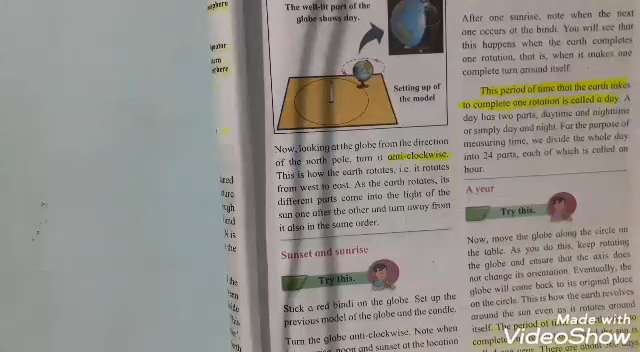 The well-lit part of the
globe shows day.
Setting up of
the model
Now, looking at the globe from the direction
of the north pole, turn it anti-clockwise.
This is how the earth rotates, i.e. it rotates
from west to east. As the earth rotates, its
different parts come into the light of the
sun one after the other and turn away from
it also in the same order.
Sunset and sunrise
Try this.
Stick a red bindi on the globe. Set up the
previous model of the globe and the candle.
Turn the globe anti-clockwise. Note when
noon and sunset at the location
After one sunrise, note when the next
one occurs at the bindi. You will see that
this happens when the earth completes
one rotation, that is, when it makes one
complete turn around itself.
This period of time that the earth takes
to complete one rotation is called a day. A
day has two parts, daytime and nighttime
or simply day and night. For the purpose of
measuring time, we divide the whole day
into 24 parts, each of which is called an
hour.
A year
Try this.
Now, move the globe along the circle on
the table. As you do this, keep rotating
the globe and ensure that the axis does
not change its orientation. Eventually, the
globe will come back to its original place
on the circle. This is how the earth revolves
around the sun even as it rotates around
itself. The period of
Made with
VideoShow